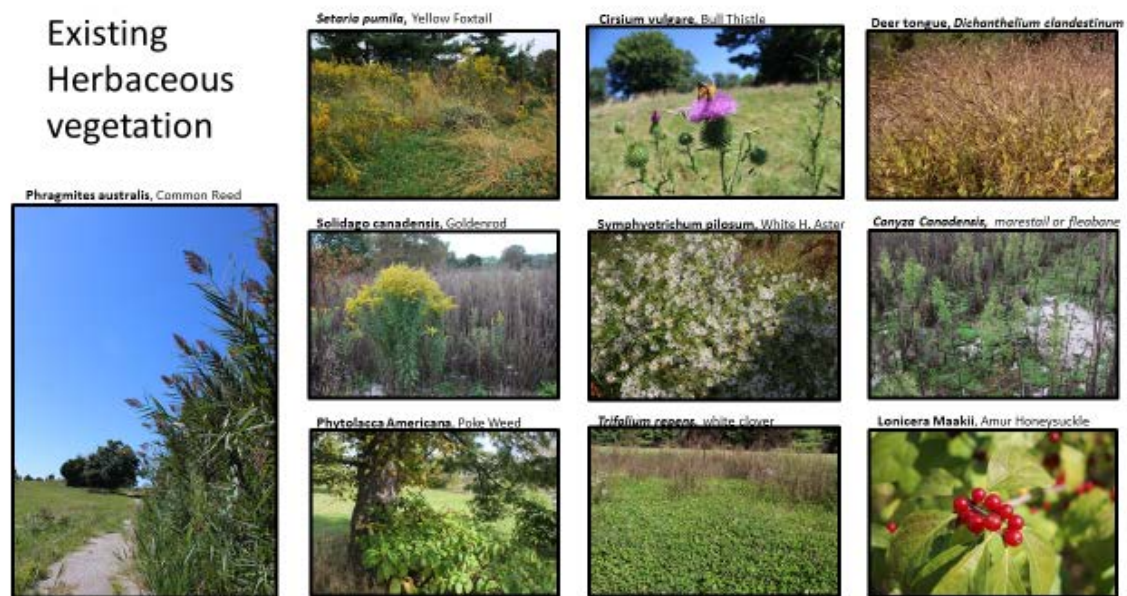 Existing
Herbaceous
vegetation
Setaria pumila, Yellow Foxtail
Cirsium vulgare, Bull Thistle
Deer tongue, Dichanthelium clandestinum
Phragmites australis, Common Reed
Solidago canadensis, Goldenrod
Symphyotrichum pilosum, White H. Aster
Conyza Canadensis, marestail or fleabane
Phytolacca Americana, Poke Weed
Trifolium repens, white clover
Lonicera Maakii, Amur Honeysuckle